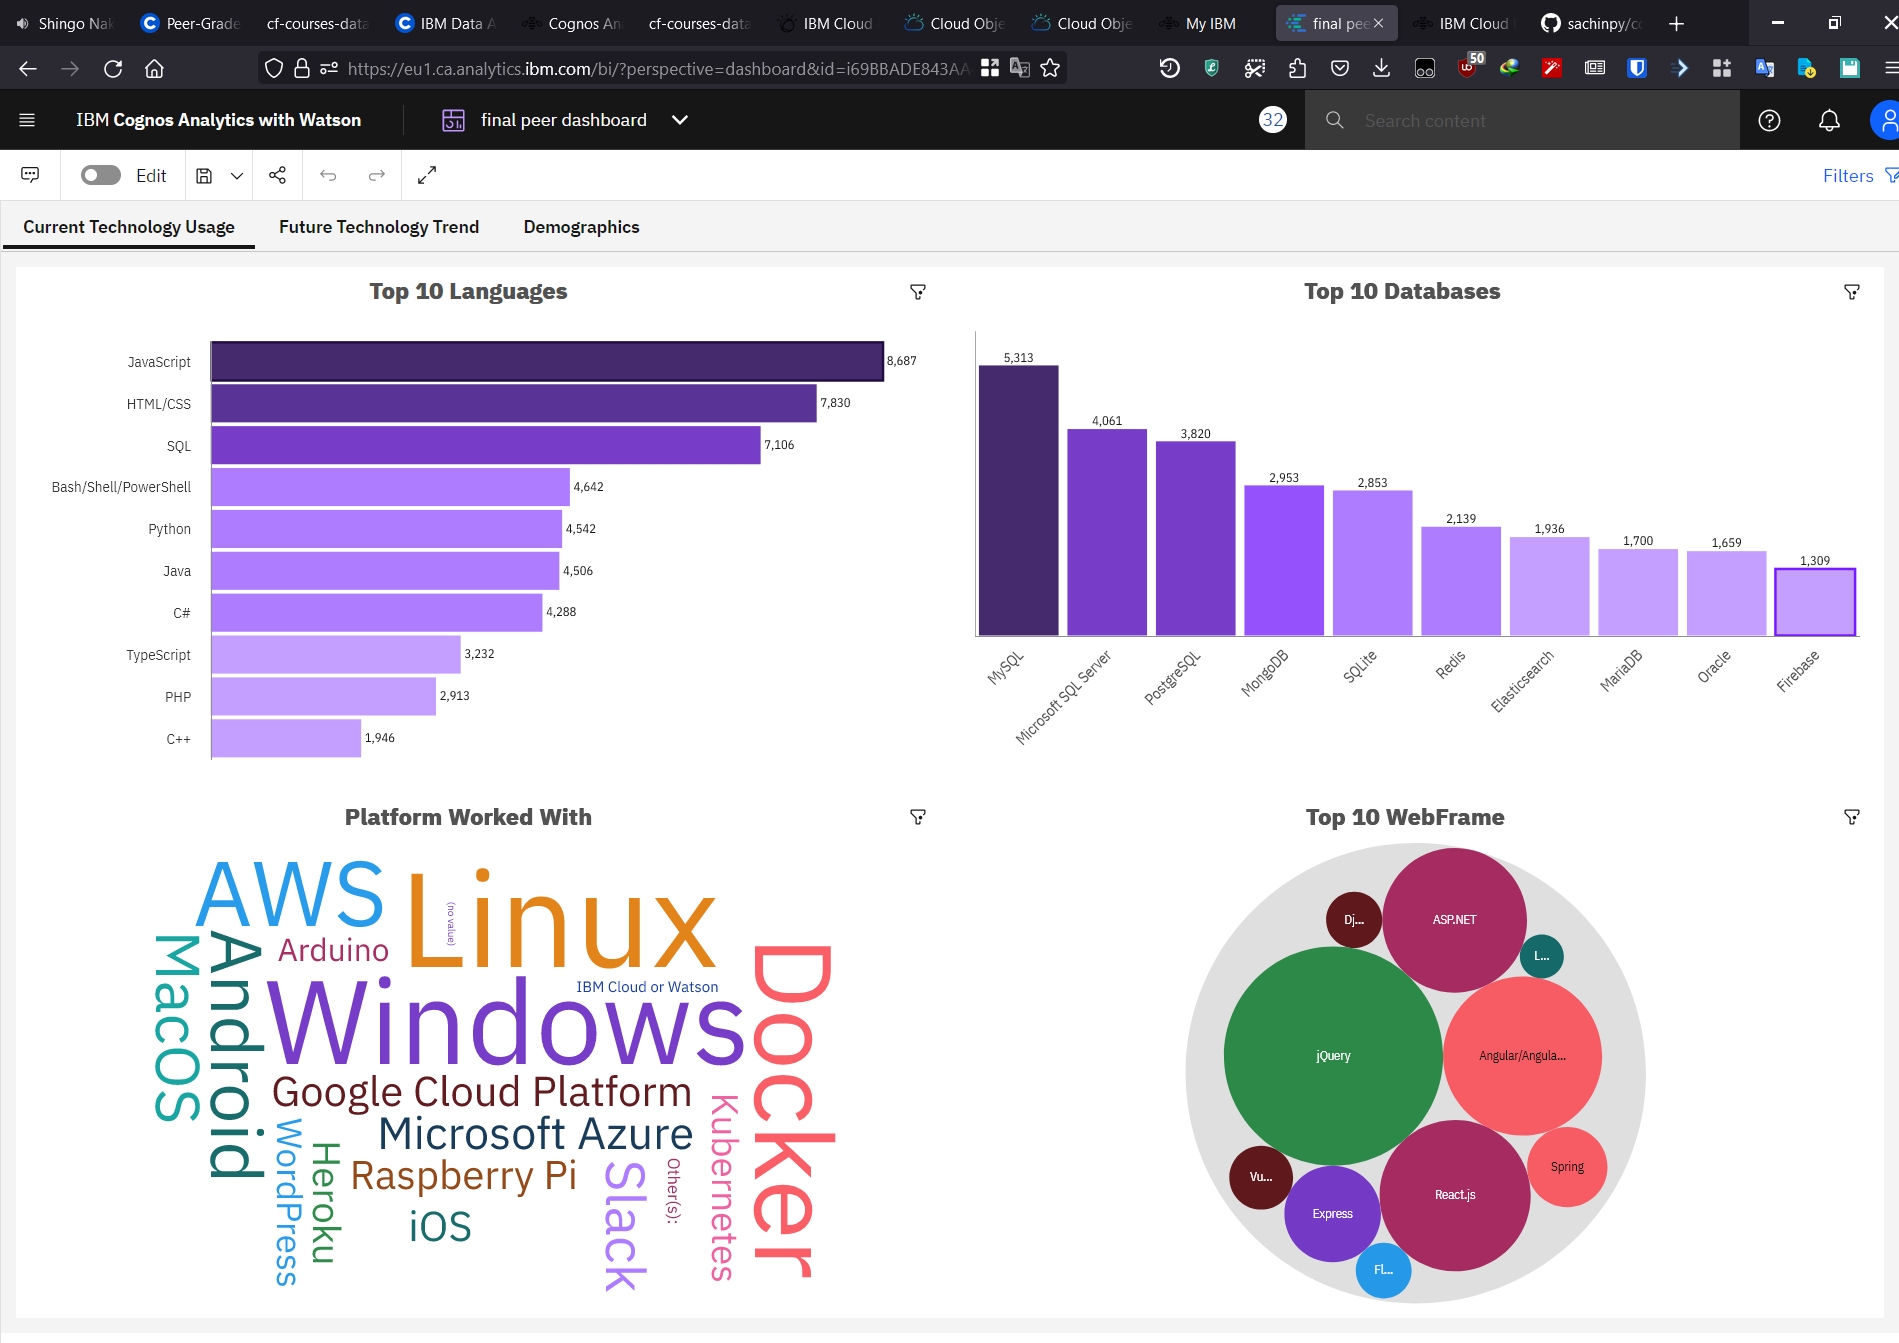 Shingo Nak
Peer-Grade
cf-courses-data
IBM Data A
Cognos An
cf-courses-data
IBM Cloud
Cloud Obje
Cloud Obje
My IBM
final pee
IBM Cloud
sachinpy/c
https://eu1.ca.analytics.ibm.com/bi/?perspective=dashboard&id=i69BBADE843AA
50
IBM Cognos Analytics with Watson
final peer dashboard
32
Search content
Edit
Filters
Current Technology Usage
Future Technology Trend
Demographics
Top 10 Languages
JavaScript 8,687
HTML/CSS 7,830
SQL 7,106
Bash/Shell/PowerShell 4,642
Python 4,542
Java 4,506
C# 4,288
TypeScript 3,232
PHP 2,913
C++ 1,946
Top 10 Databases
5,313
4,061
3,820
2,953
2,853
2,139
1,936
1,700
1,659
1,309
MySQL
Microsoft SQL Server
PostgreSQL
MongoDB
SQLite
Redis
Elasticsearch
MariaDB
Oracle
Firebase
Platform Worked With
AWS
Linux
(no value)
Arduino
MacOS
Android
Windows
IBM Cloud or Watson
Docker
Google Cloud Platform
Microsoft Azure
Raspberry Pi
iOS
WordPress
Heroku
Slack
Other(s):
Kubernetes
Top 10 WebFrame
Dj...
ASP.NET
L...
jQuery
Angular/Angula...
Vu...
Express
React.js
Spring
Fl...